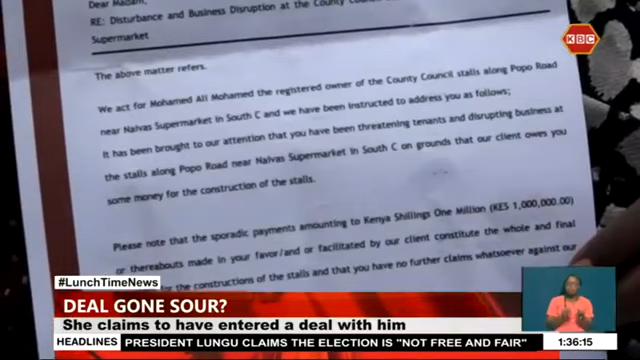 Dear Madam,
RE: Disturbance and Business Disruption at the County Council
Supermarket
The above matter refers.
We act for Mohamed Ali Mohamed the registered owner of the County Council stalls along Popo Road
near Naivas Supermarket in South C and we have been instructed to address you as follows;
It has been brought to our attention that you have been threatening tenants and disrupting business at
the stalls along Popo Road near Naivas Supermarket in South C on grounds that our client owes you
some money for the construction of the stalls.
Please note that the sporadic payments amounting to Kenya Shillings One Million (KES 1,000,000.00)
or thereabouts made in your favor/and or facilitated by our client constitute the whole and final
for the constructions of the stalls and that you have no further claims whatsoever against our
KBC
#LunchTimeNews
DEAL GONE SOUR?
She claims to have entered a deal with him
HEADLINES PRESIDENT LUNGU CLAIMS THE ELECTION IS "NOT FREE AND FAIR" 1:36:15